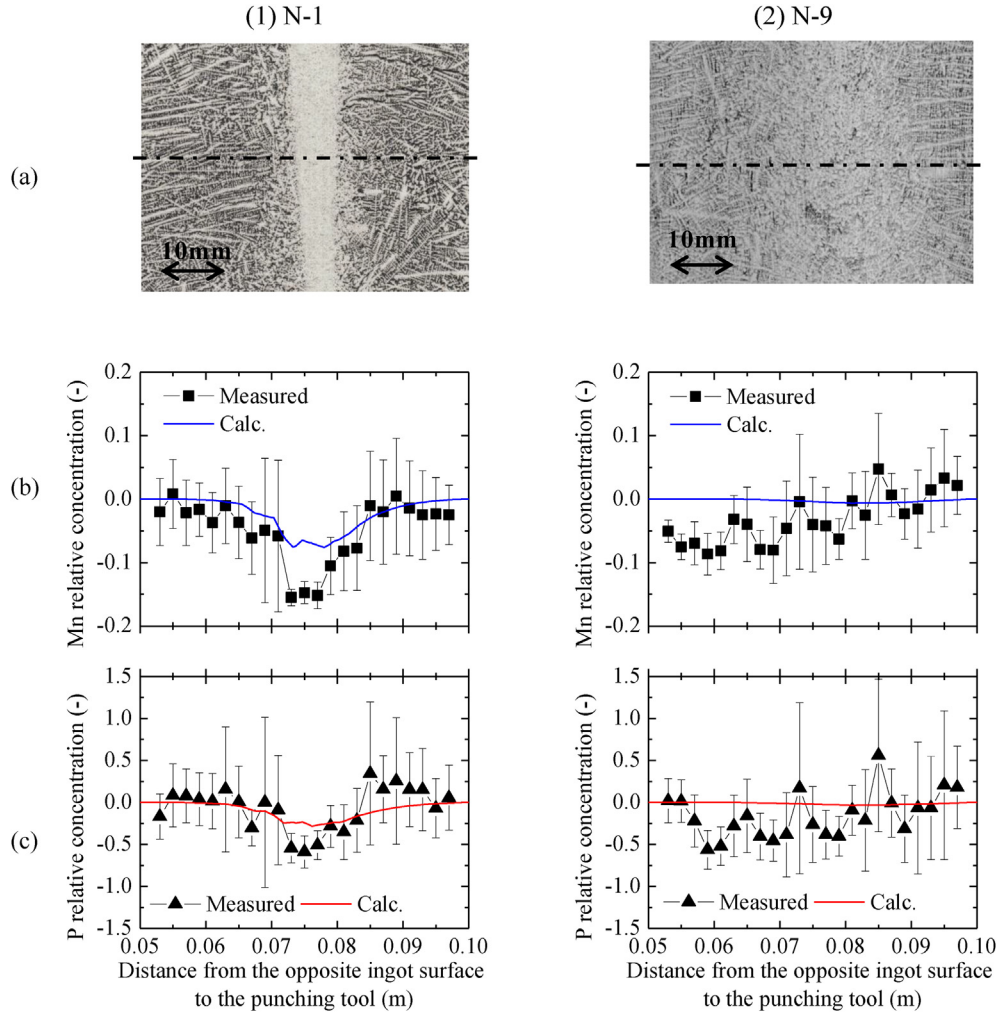 (1) N-1
(2) N-9
(a)
10mm
10mm
(b)
Mn relative concentration (-)
0.2
0.1
0.0
-0.1
-0.2
Measured
Calc.
Mn relative concentration (-)
0.2
0.1
0.0
-0.1
-0.2
Measured
Calc.
(c)
P relative concentration (-)
1.5
1.0
0.5
0.0
-0.5
-1.0
-1.5
Measured
Calc.
0.05 0.06 0.07 0.08 0.09 0.10
Distance from the opposite ingot surface
to the punching tool (m)
P relative concentration (-)
1.5
1.0
0.5
0.0
-0.5
-1.0
-1.5
Measured
Calc.
0.05 0.06 0.07 0.08 0.09 0.10
Distance from the opposite ingot surface
to the punching tool (m)